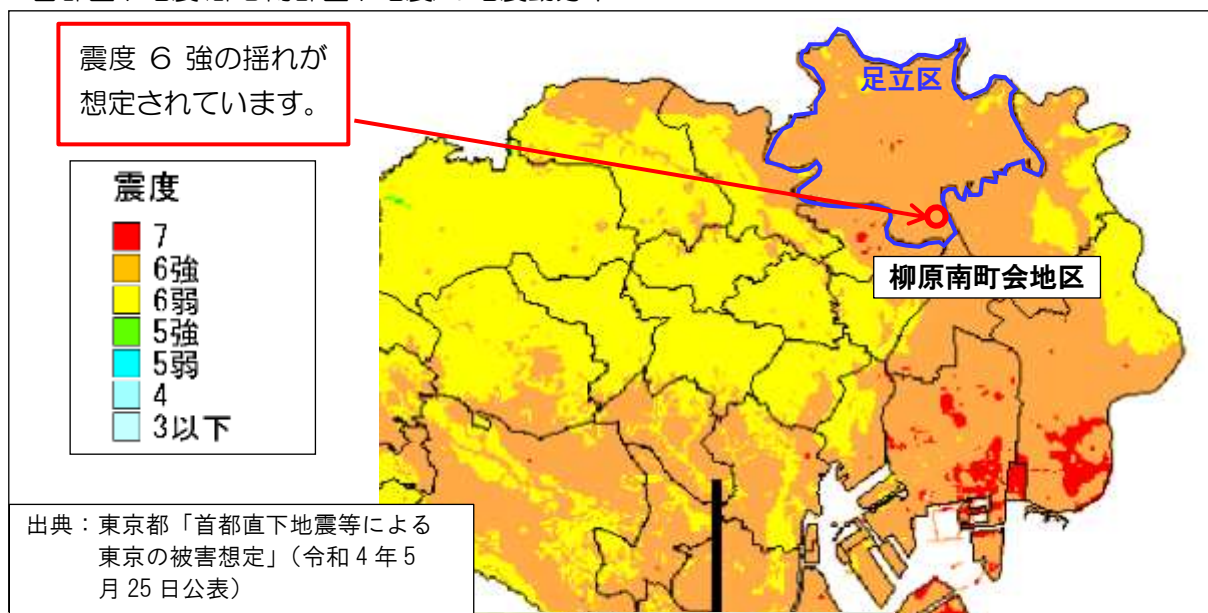 震度 6 強の揺れが
想定されています。
足立区
震度
7
6強
6弱
5強
5弱
4
3以下
柳原南町会地区
出典：東京都「首都直下地震等による
東京の被害想定」（令和 4 年 5
月 25 日公表）